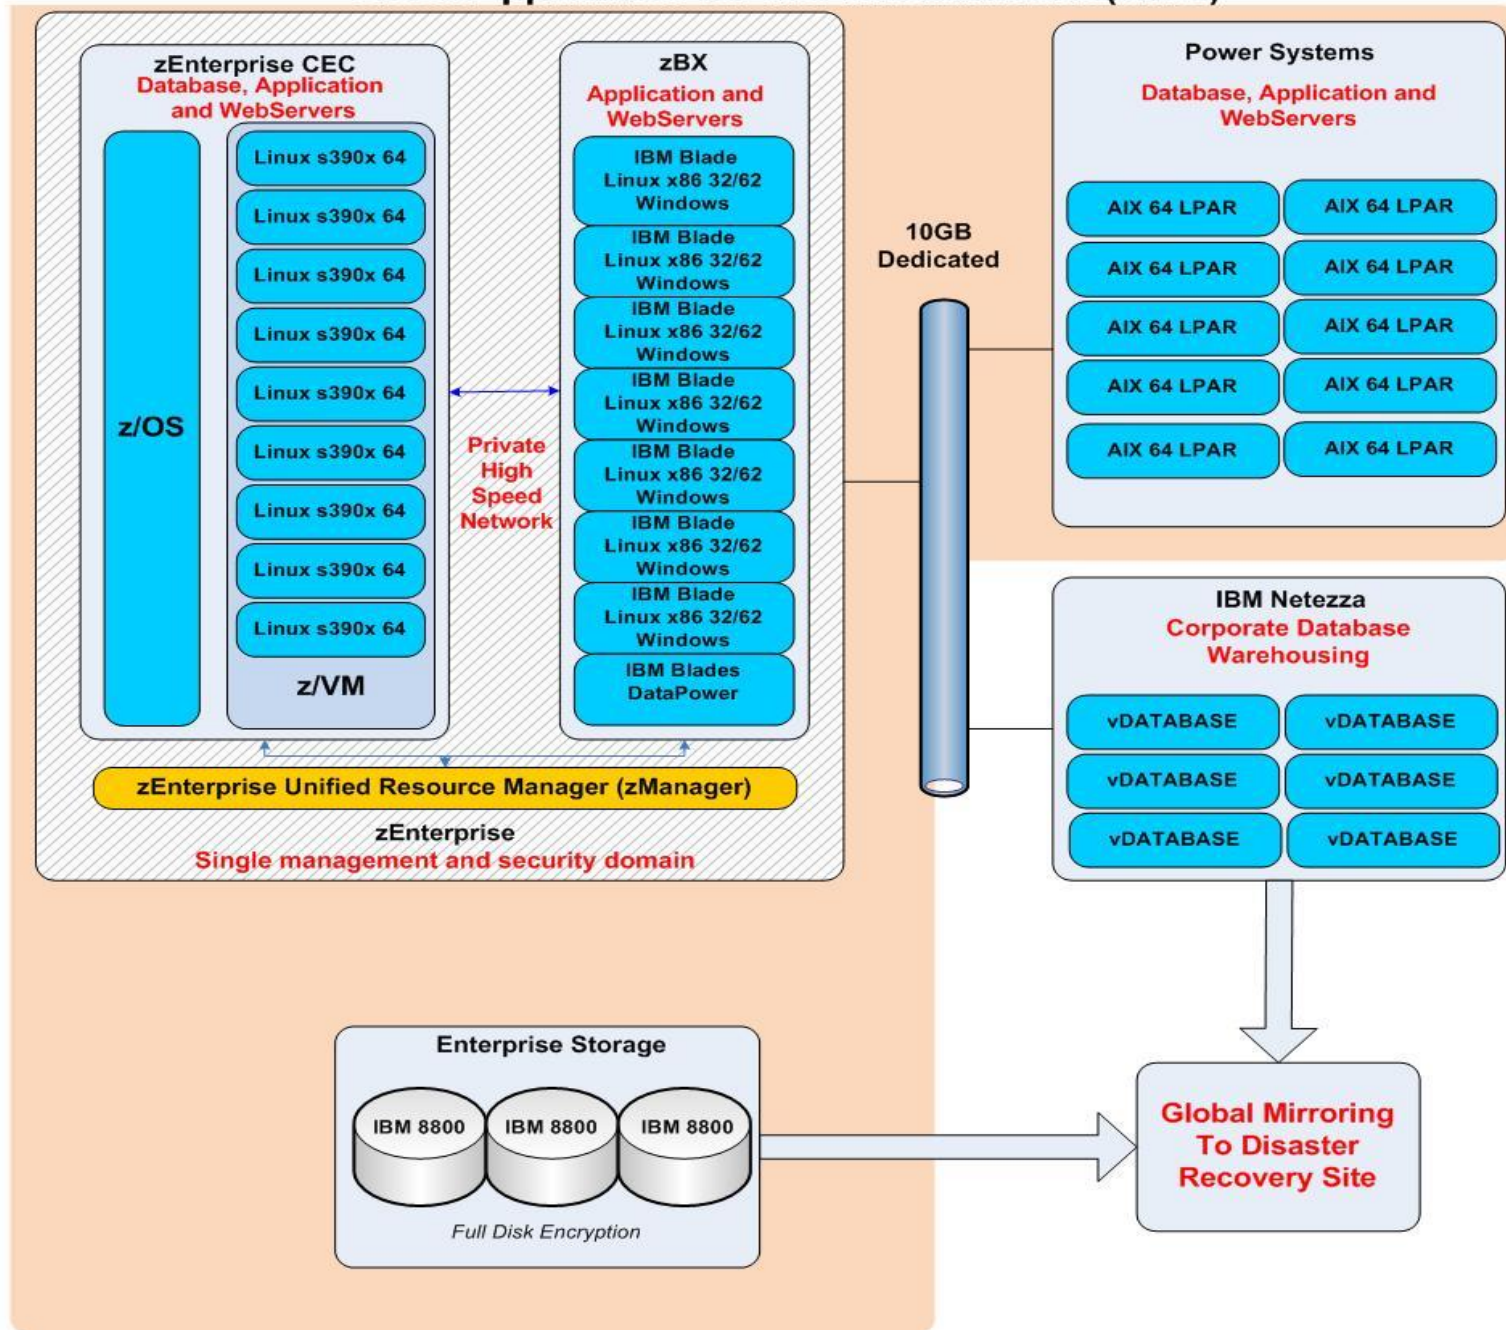 zEnterprise CEC
Database, Application
and WebServers
z/OS
Linux s390x 64
Linux s390x 64
Linux s390x 64
Linux s390x 64
Linux s390x 64
Linux s390x 64
Linux s390x 64
Linux s390x 64
Linux s390x 64
z/VM
Private
High
Speed
Network
zBX
Application and
WebServers
IBM Blade
Linux x86 32/62
Windows
IBM Blade
Linux x86 32/62
Windows
IBM Blade
Linux x86 32/62
Windows
IBM Blade
Linux x86 32/62
Windows
IBM Blade
Linux x86 32/62
Windows
IBM Blade
Linux x86 32/62
Windows
IBM Blade
Linux x86 32/62
Windows
IBM Blades
DataPower
zEnterprise Unified Resource Manager (zManager)
zEnterprise
Single management and security domain
10GB
Dedicated
Power Systems
Database, Application and
WebServers
AIX 64 LPAR
AIX 64 LPAR
AIX 64 LPAR
AIX 64 LPAR
AIX 64 LPAR
AIX 64 LPAR
AIX 64 LPAR
AIX 64 LPAR
AIX 64 LPAR
AIX 64 LPAR
IBM Netezza
Corporate Database
Warehousing
vDATABASE
vDATABASE
vDATABASE
vDATABASE
vDATABASE
vDATABASE
Enterprise Storage
IBM 8800
IBM 8800
IBM 8800
Full Disk Encryption
Global Mirroring
To Disaster
Recovery Site